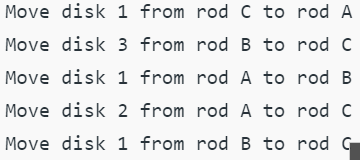 Move disk 1 from rod C to rod A
Move disk 3 from rod B to rod C
Move disk 1 from rod A to rod B
Move disk 2 from rod A to rod C
Move disk 1 from rod B to rod C